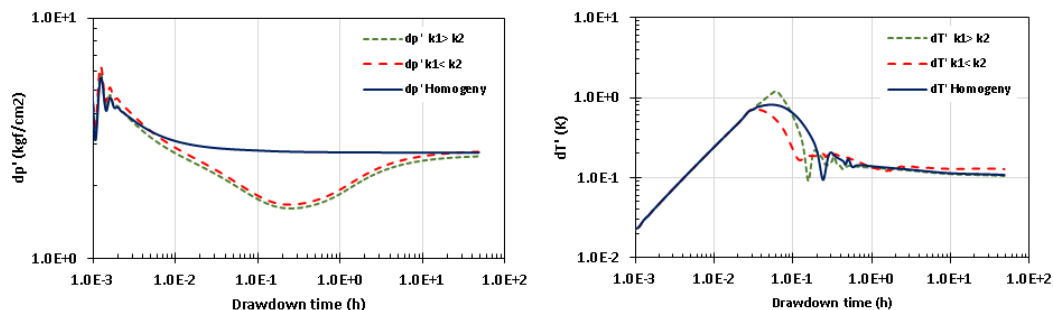 1.0E+1
dp' k1> k2
dp' k1< k2
dp' Homogeny
dp' (kgf/cm2)
1.0E+0
1.0E-3 1.0E-2 1.0E-1 1.0E+0 1.0E+1 1.0E+2
Drawdown time (h)
1.0E+1
dT' k1> k2
dT' k1< k2
dT' Homogeny
1.0E+0
dT' (K)
1.0E-1
1.0E-2
1.0E-3 1.0E-2 1.0E-1 1.0E+0 1.0E+1 1.0E+2
Drawdown time (h)